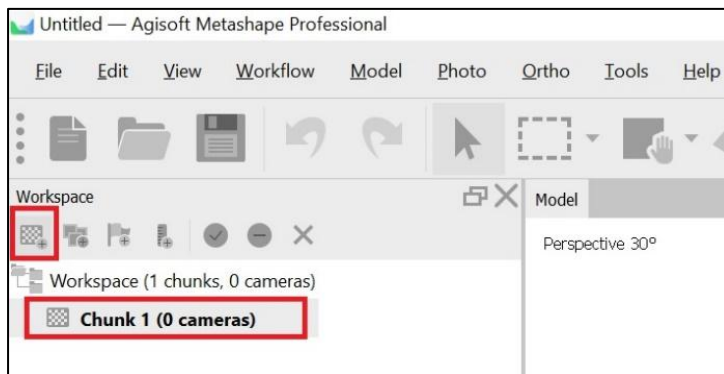 Untitled — Agisoft Metashape Professional
File Edit View Workflow Model Photo Ortho Tools Help
Workspace
Model
Perspective 30°
Workspace (1 chunks, 0 cameras)
Chunk 1 (0 cameras)